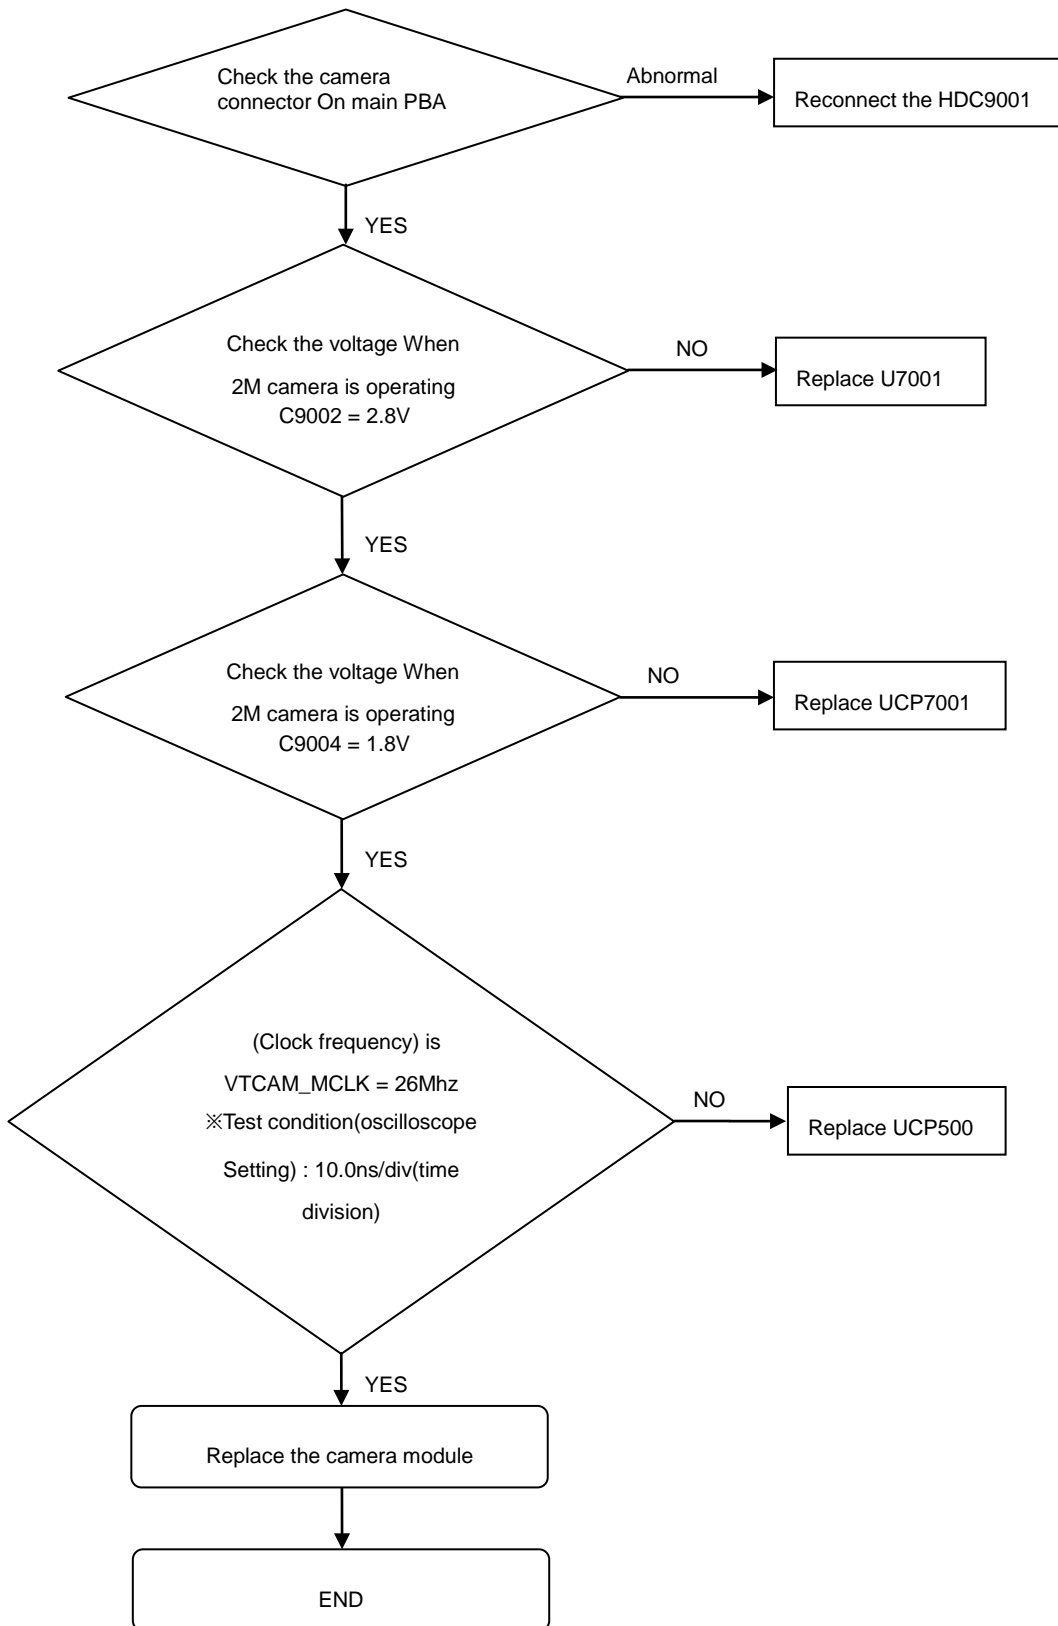 Check the camera
connector On main PBA
Abnormal
Reconnect the HDC9001
YES
Check the voltage When
2M camera is operating
C9002 = 2.8V
NO
Replace U7001
YES
Check the voltage When
2M camera is operating
C9004 = 1.8V
NO
Replace UCP7001
YES
(Clock frequency) is
VTCAM_MCLK = 26Mhz
※Test condition(oscilloscope
Setting) : 10.0ns/div(time
division)
NO
Replace UCP500
YES
Replace the camera module
END